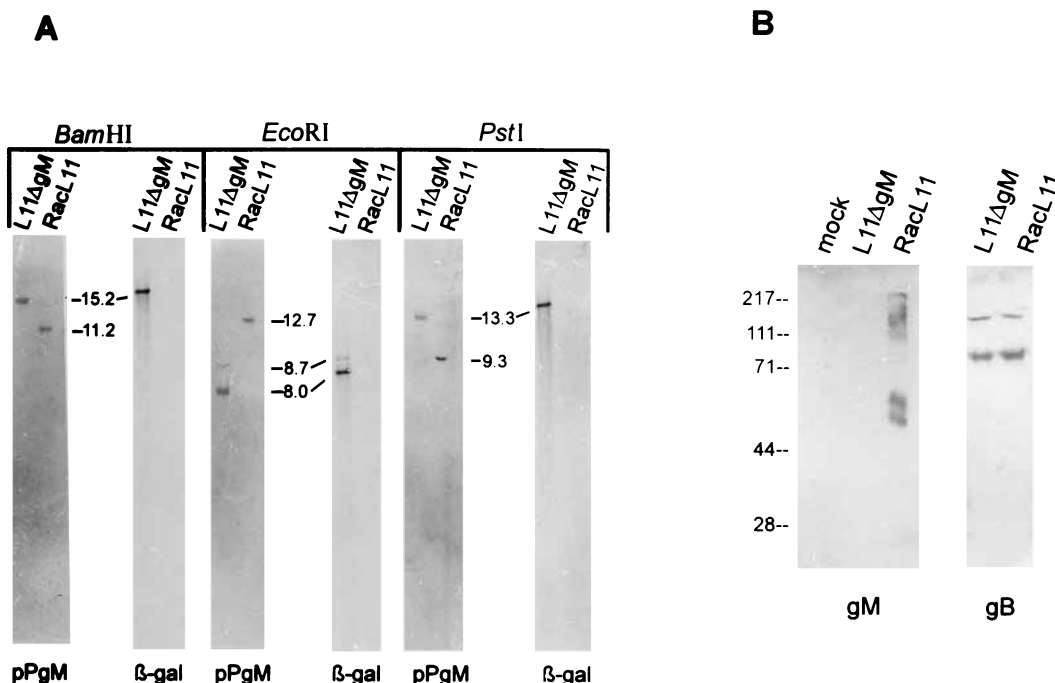 A
B
BamHI EcoRI PstI
L11ΔgM RacL11 L11ΔgM RacL11 L11ΔgM RacL11 L11ΔgM RacL11 L11ΔgM RacL11 L11ΔgM RacL11
mock L11ΔgM RacL11 L11ΔgM RacL11
–15.2
–11.2
–12.7
–8.7
–8.0
–13.3
–9.3
217--
111--
71--
44--
28--
gM gB
pPgM ß-gal pPgM ß-gal pPgM ß-gal